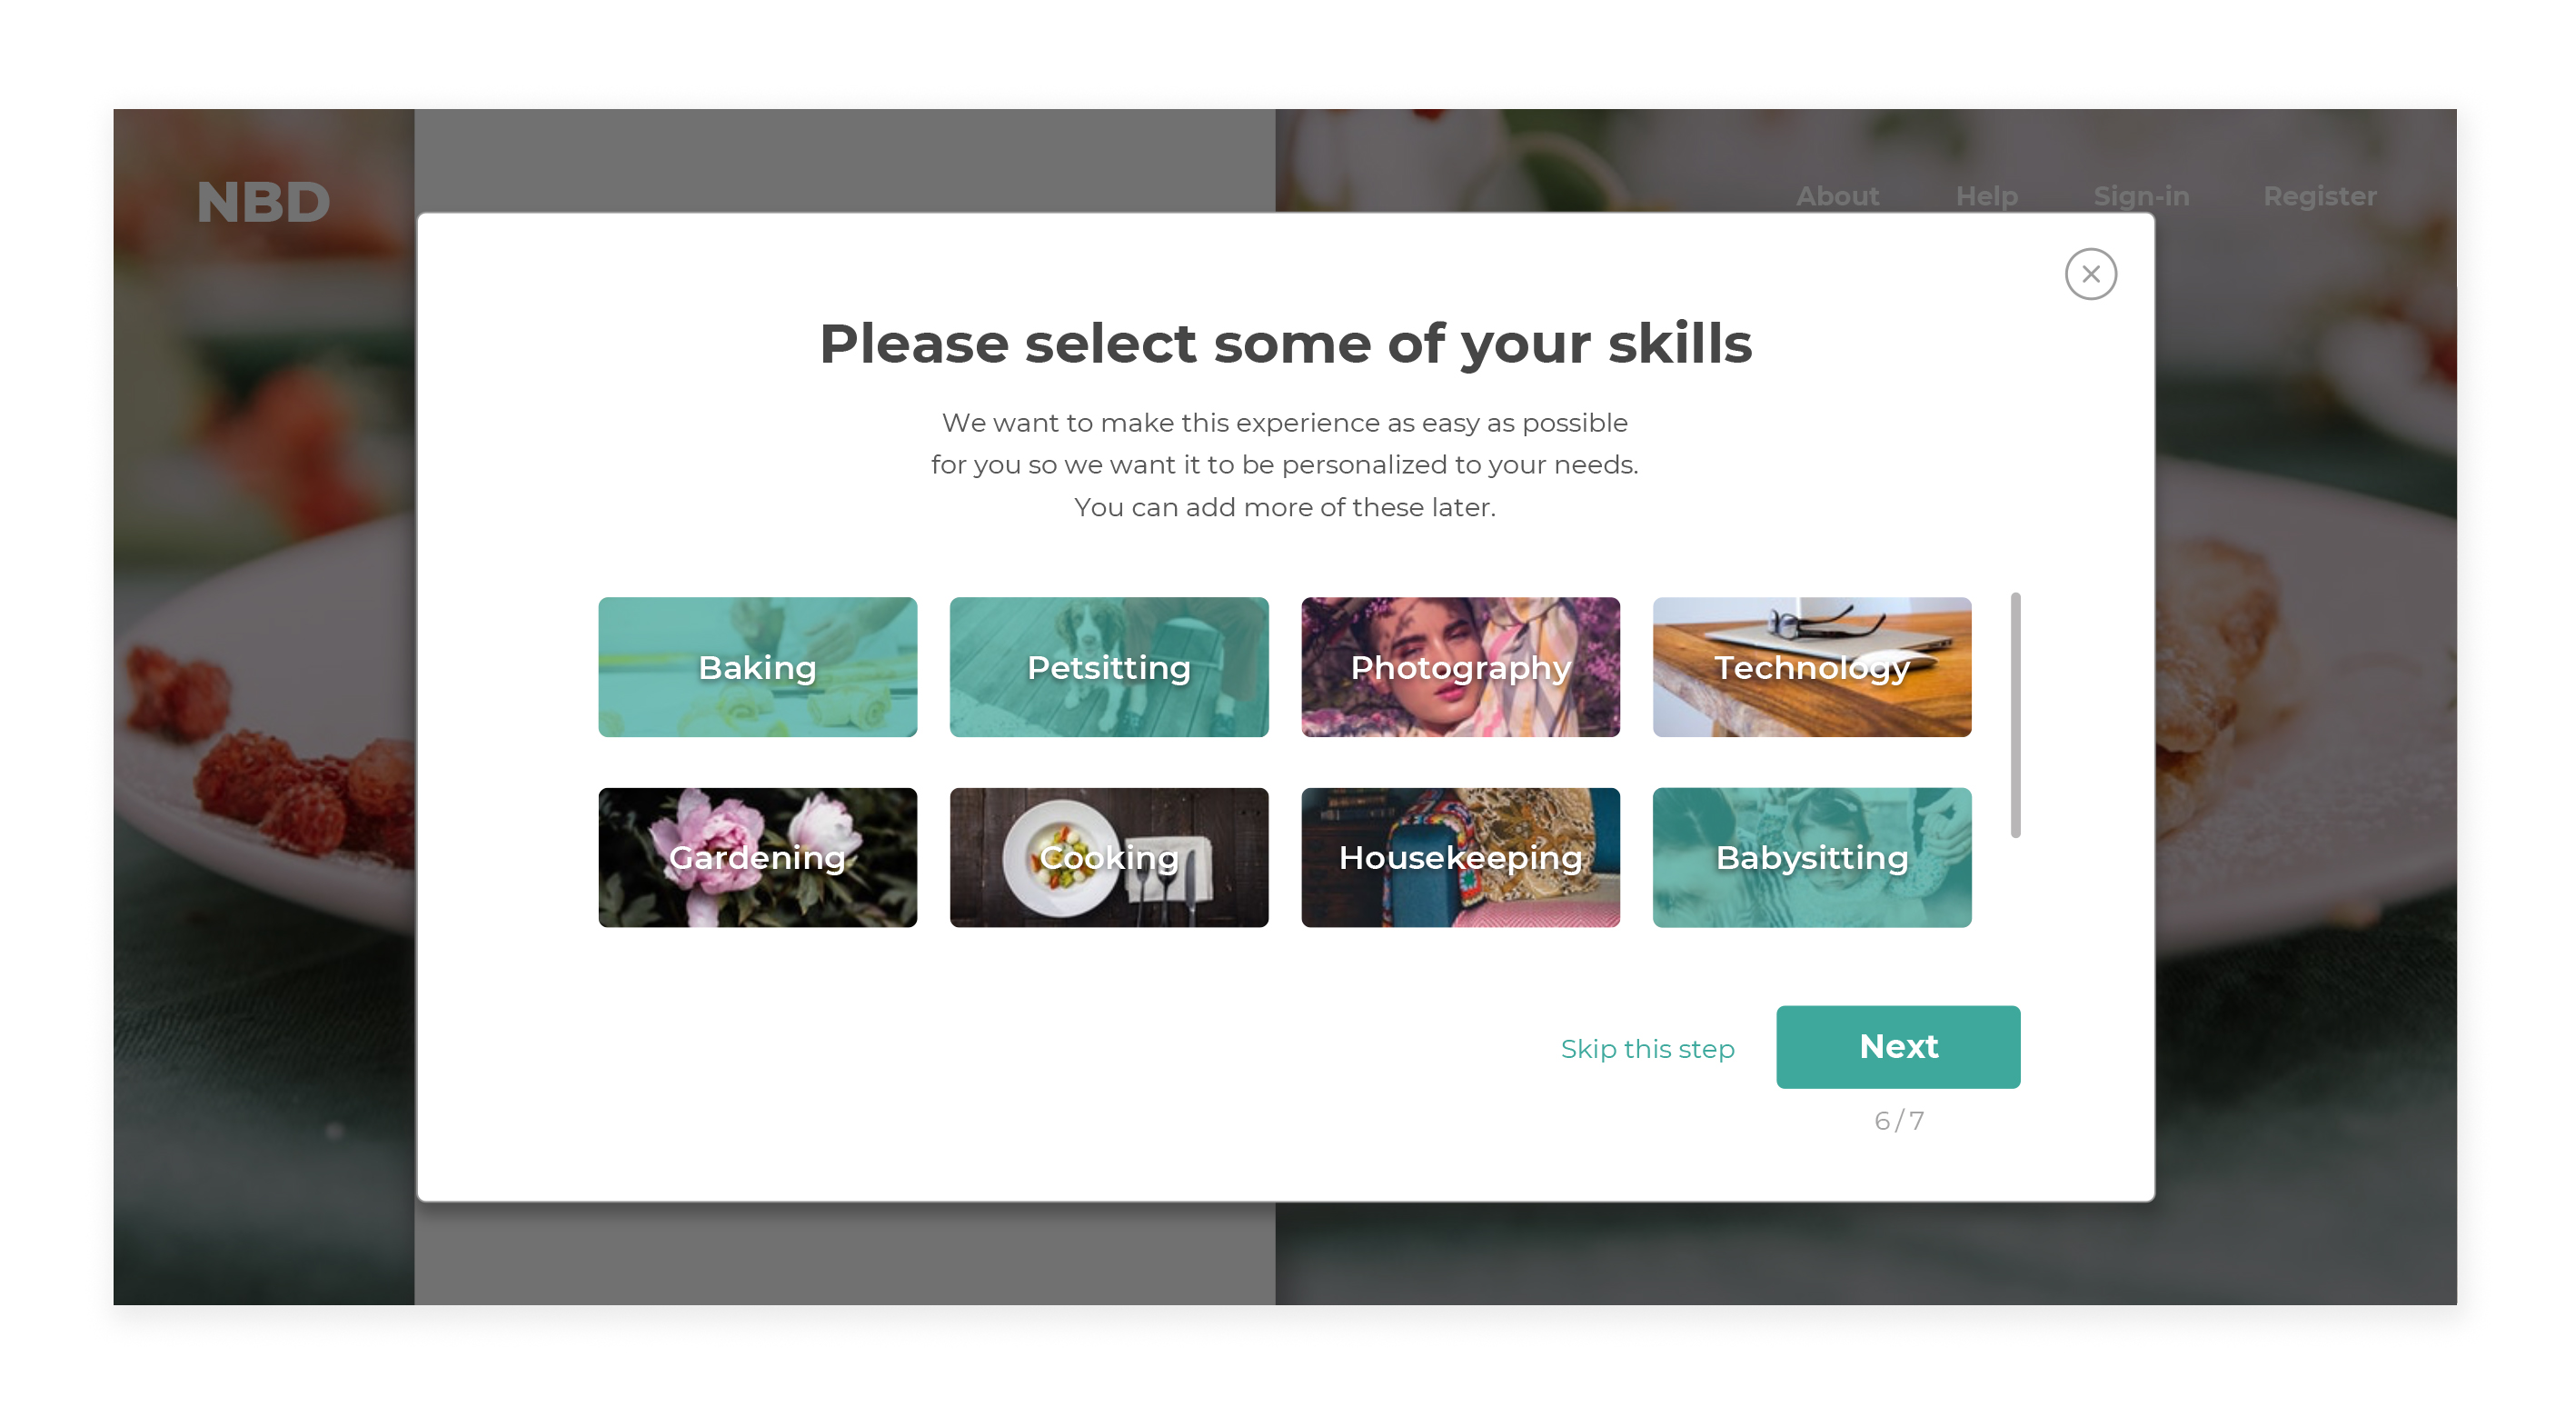 NBD
About Help Sign-in Register
Please select some of your skills
We want to make this experience as easy as possible
for you so we want it to be personalized to your needs.
You can add more of these later.
Baking Petsitting Photography Technology
Gardening Cooking Housekeeping Babysitting
Skip this step Next
6 / 7